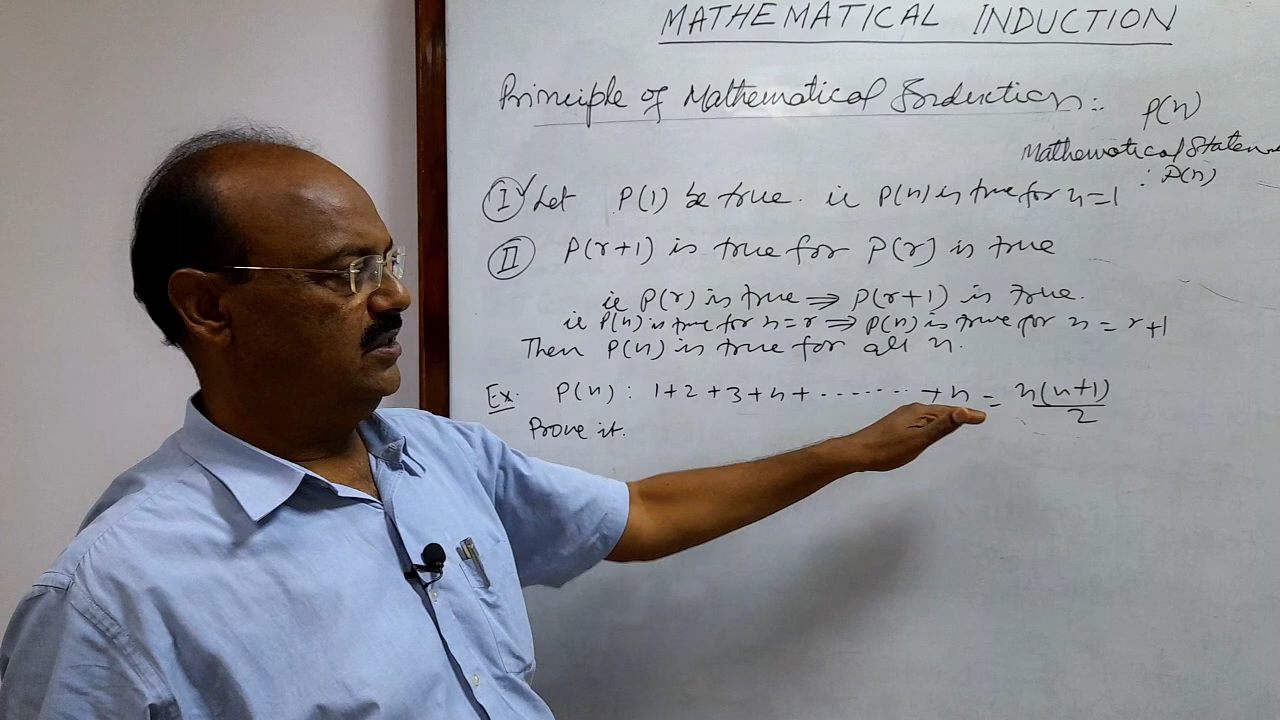 MATHEMATICAL INDUCTION
Principle of Mathematical Induction:
P(n)
Mathematical Statem
: P(n)
I Let P(1) be true. ie P(n) is true for n=1
II P(r+1) is true for P(r) is true
ie P(r) is true ⇒ P(r+1) is true.
ie P(n) is true for n=r ⇒ P(n) is true for n=r+1
Then P(n) is true for all n.
Ex. P(n) : 1+2+3+4+ ........ +n = n(n+1)/2
Prove it.